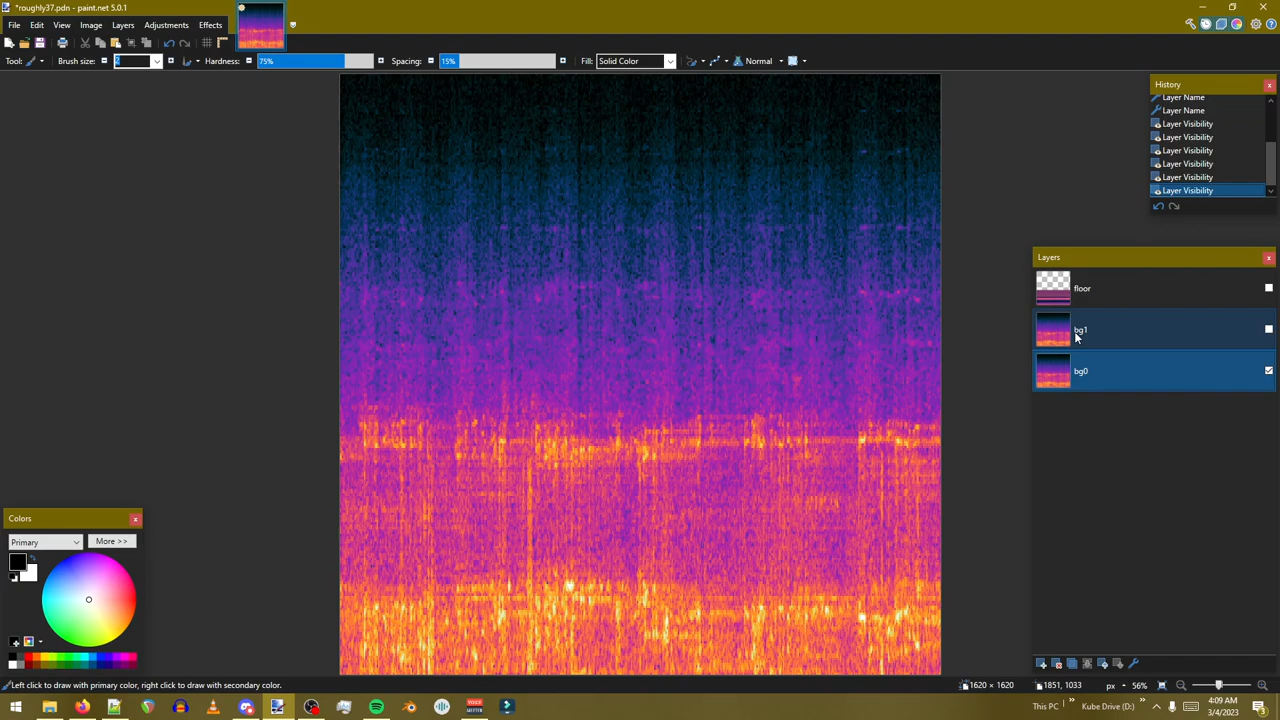 *roughly37.pdn - paint.net 5.0.1
File Edit View Image Layers Adjustments Effects
Tool: Brush size: 2 Hardness: 75% Spacing: 15% Fill: Solid Color Normal
History
Layer Name
Layer Name
Layer Visibility
Layer Visibility
Layer Visibility
Layer Visibility
Layer Visibility
Layer Visibility
Layers
floor
bg1
bg0
Colors
Primary More >>
Left click to draw with primary color, right click to draw with secondary color.
1620 × 1620 1851, 1033 px 56%
This PC Kube Drive (D:) 4:09 AM
3/4/2023